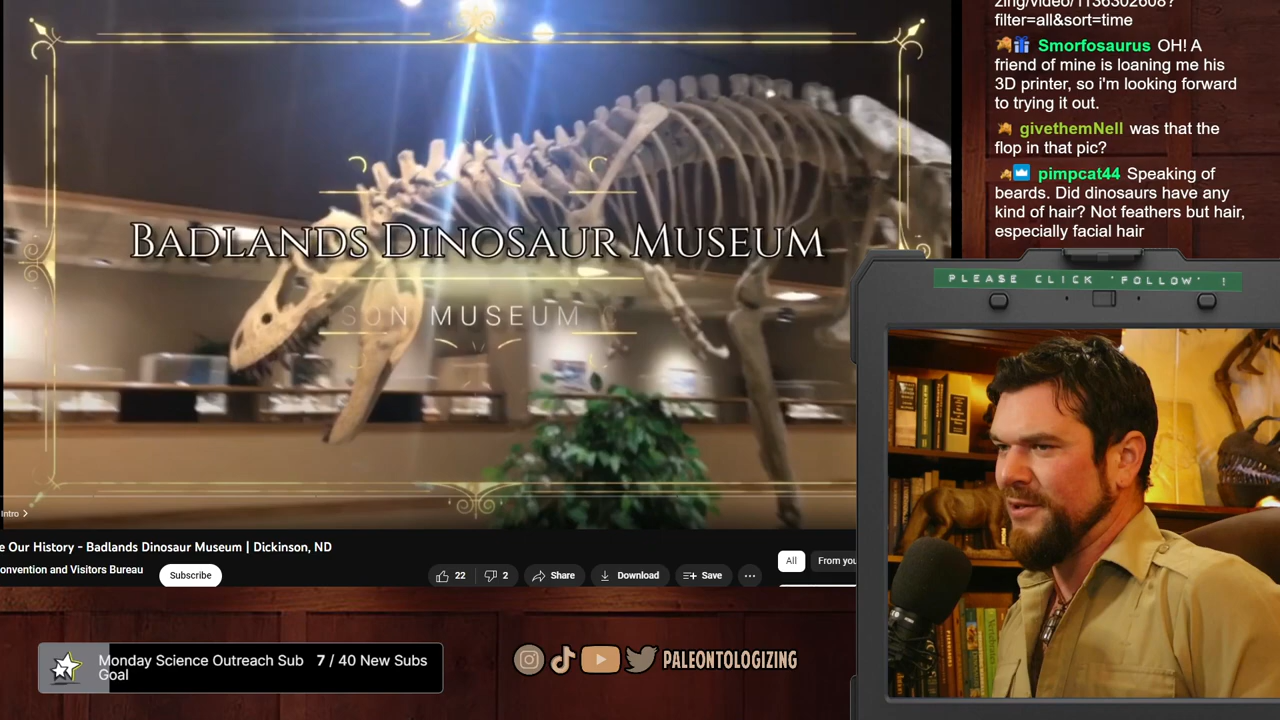 zing/video/1136302608?
filter=all&sort=time
Smorfosaurus OH! A
friend of mine is loaning me his
3D printer, so i'm looking forward
to trying it out.
givethemNell was that the
flop in that pic?
pimpcat44 Speaking of
beards. Did dinosaurs have any
kind of hair? Not feathers but hair,
especially facial hair
PLEASE CLICK 'FOLLOW' !
BADLANDS DINOSAUR MUSEUM
SON MUSEUM
Intro >
e Our History - Badlands Dinosaur Museum | Dickinson, ND
onvention and Visitors Bureau
Subscribe
22
2
Share
Download
Save
All
From you
Monday Science Outreach Sub Goal
7 / 40 New Subs
PALEONTOLOGIZING